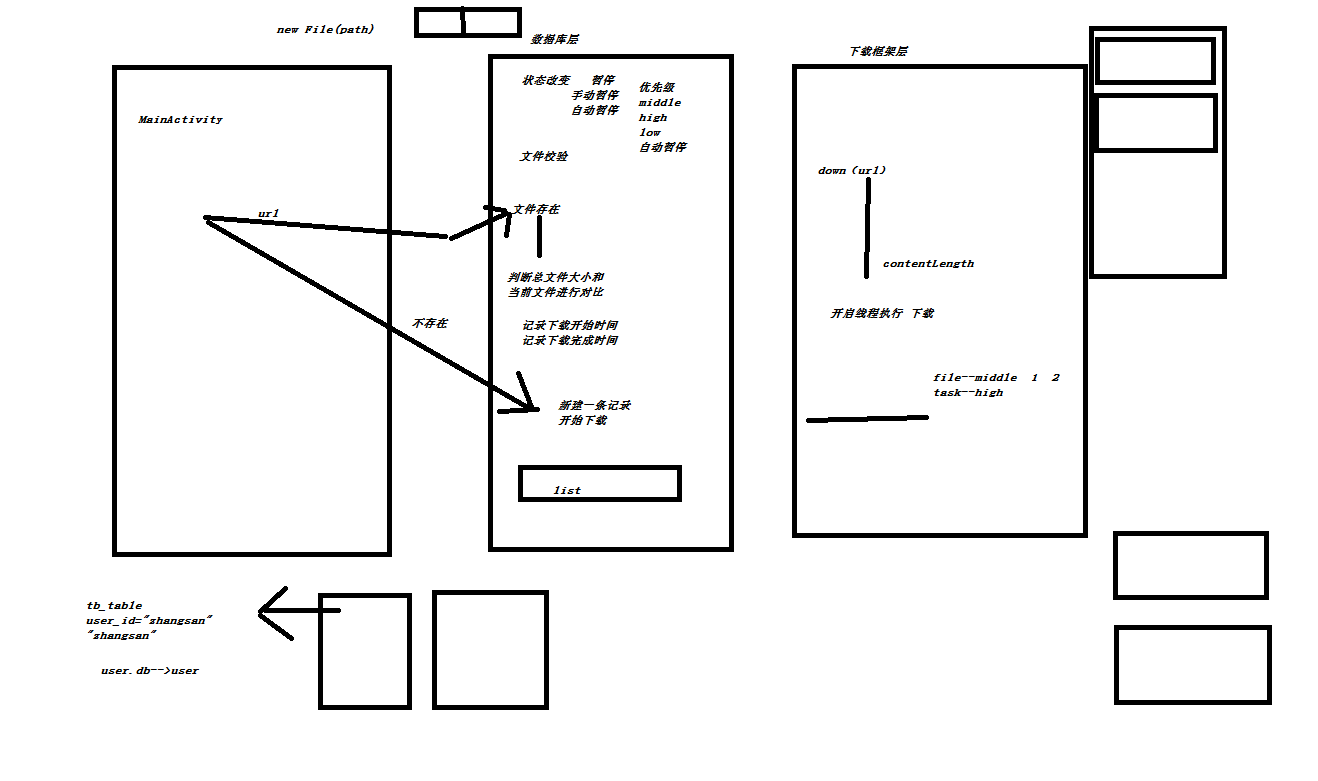 new File(path)
数据库层
下载框架层
MainActivity
状态改变 暂停
手动暂停
自动暂停
优先级
middle
high
low
自动暂停
文件校验
url
文件存在
判断总文件大小和
当前文件进行对比
记录下载开始时间
记录下载完成时间
不存在
新建一条记录
开始下载
list
down（url）
contentLength
开启线程执行 下载
file--middle 1 2
task--high
tb_table
user_id="zhangsan"
"zhangsan"
user.db-->user